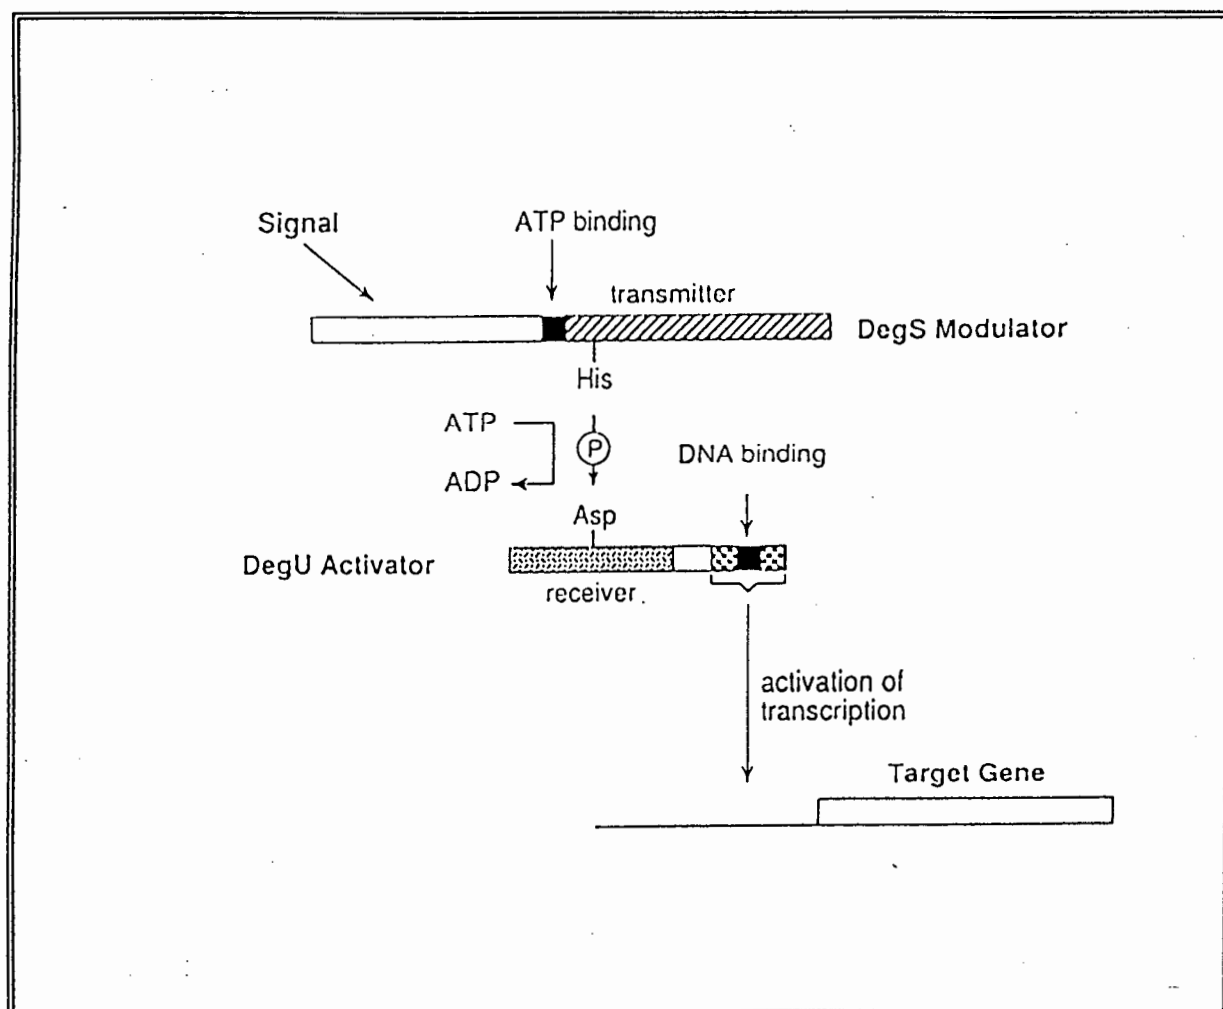 Signal
ATP binding
transmitter
DegS Modulator
His
ATP
P
ADP
DNA binding
Asp
DegU Activator
receiver
activation of
transcription
Target Gene